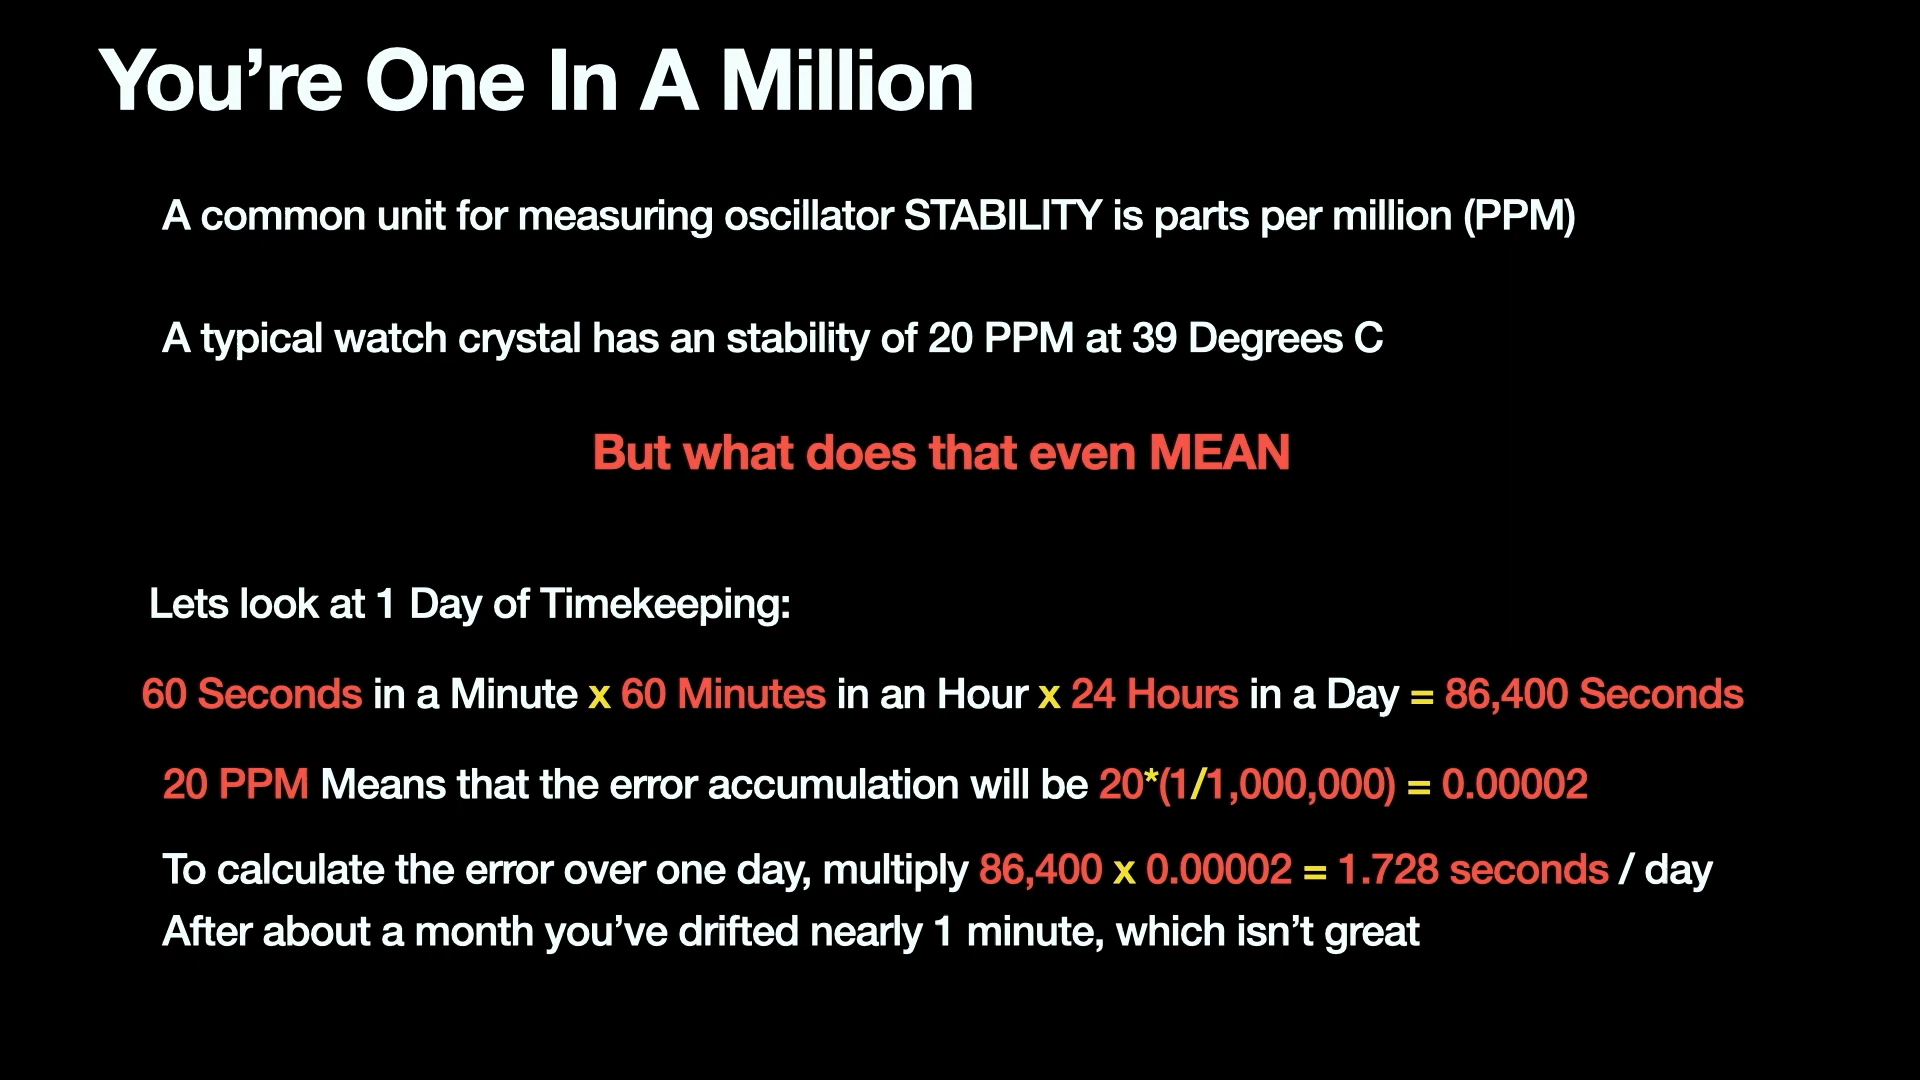 You’re One In A Million
A common unit for measuring oscillator STABILITY is parts per million (PPM)
A typical watch crystal has an stability of 20 PPM at 39 Degrees C
But what does that even MEAN
Lets look at 1 Day of Timekeeping:
60 Seconds in a Minute x 60 Minutes in an Hour x 24 Hours in a Day = 86,400 Seconds
20 PPM Means that the error accumulation will be 20*(1/1,000,000) = 0.00002
To calculate the error over one day, multiply 86,400 x 0.00002 = 1.728 seconds / day
After about a month you’ve drifted nearly 1 minute, which isn’t great